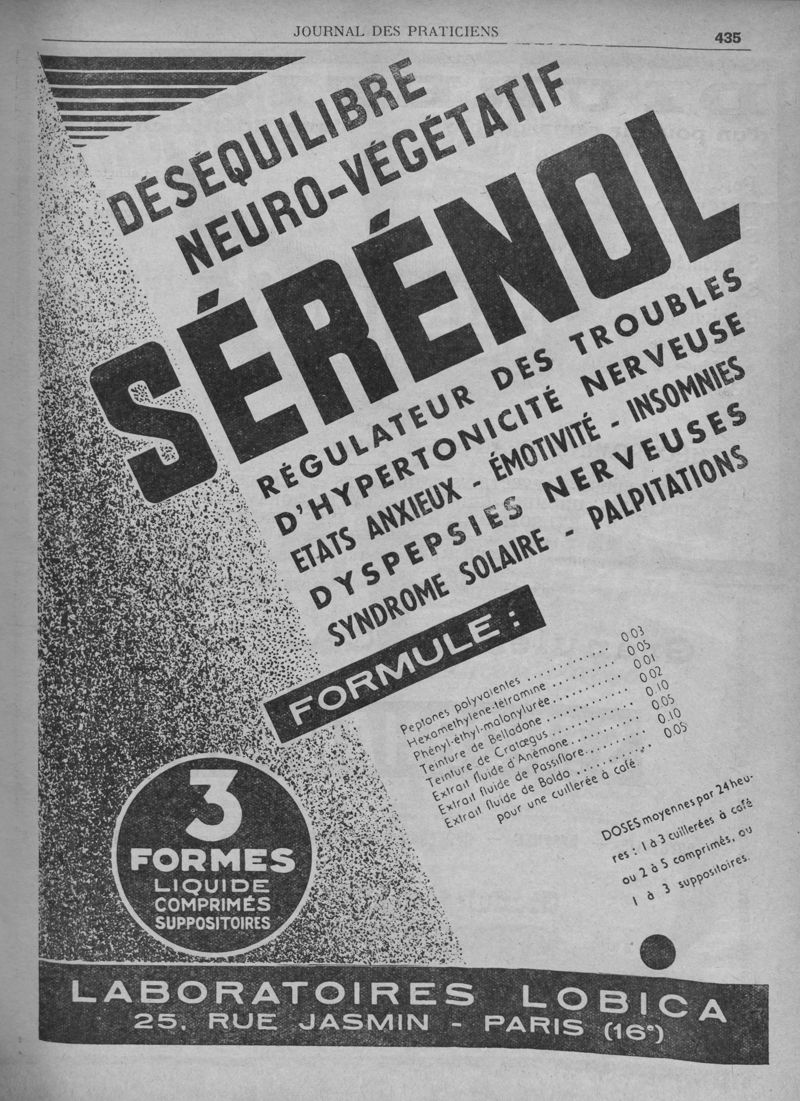 JOURNAL DES PRATICIENS
435
DÉSÉQUILIBRE
NEURO-VÉGÉTATIF
SÉRÉNOL
RÉGULATEUR DES TROUBLES
D'HYPERTONICITÉ NERVEUSE
ETATS ANXIEUX - ÉMOTIVITÉ - INSOMNIES
DYSPEPSIES NERVEUSES
SYNDROME SOLAIRE - PALPITATIONS
FORMULE :
Peptones polyvalentes ............ 0 03
Hexamethylene-tétramine .......... 0 05
Phényl-éthyl-malonylurée.......... 0 01
Teinture de Belladone ............ 0 02
Teinture de Cratœgus.............. 0.10
Extrait fluide d'Anémone.......... 0.05
Extrait fluide de Passiflore........ 0.10
Extrait fluide de Boldo ........... 0.05
pour une cuillerée à café
DOSES moyennes par 24 heu-
res : 1 à 3 cuillerées à café
ou 2 à 5 comprimés, ou
1 à 3 suppositoires.
3
FORMES
LIQUIDE
COMPRIMÉS
SUPPOSITOIRES
LABORATOIRES LOBICA
25, RUE JASMIN - PARIS (16e)